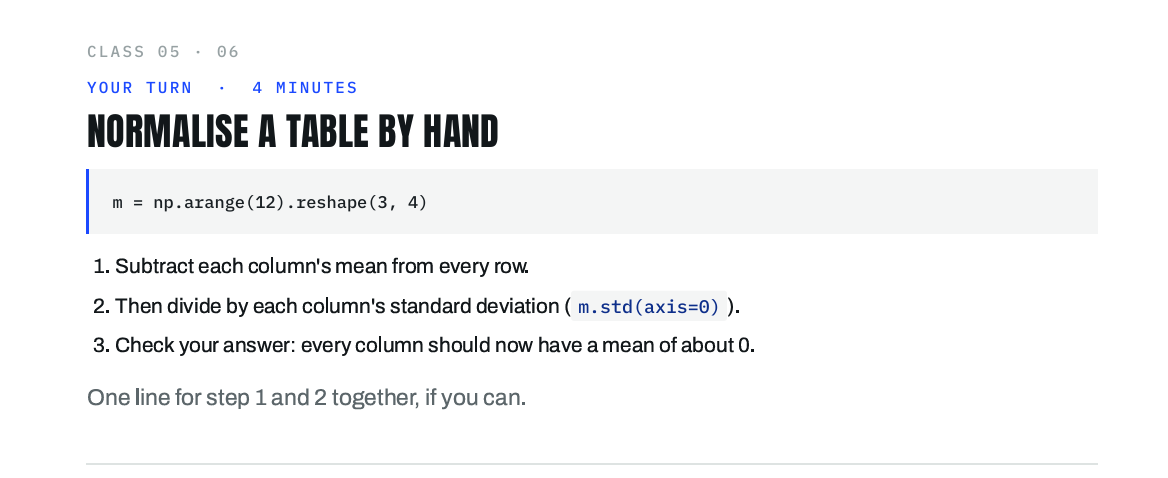 CLASS 05 · 06
YOUR TURN · 4 MINUTES
NORMALISE A TABLE BY HAND
m = np.arange(12).reshape(3, 4)
1. Subtract each column's mean from every row.
2. Then divide by each column's standard deviation ( m.std(axis=0) ).
3. Check your answer: every column should now have a mean of about 0.
One line for step 1 and 2 together, if you can.